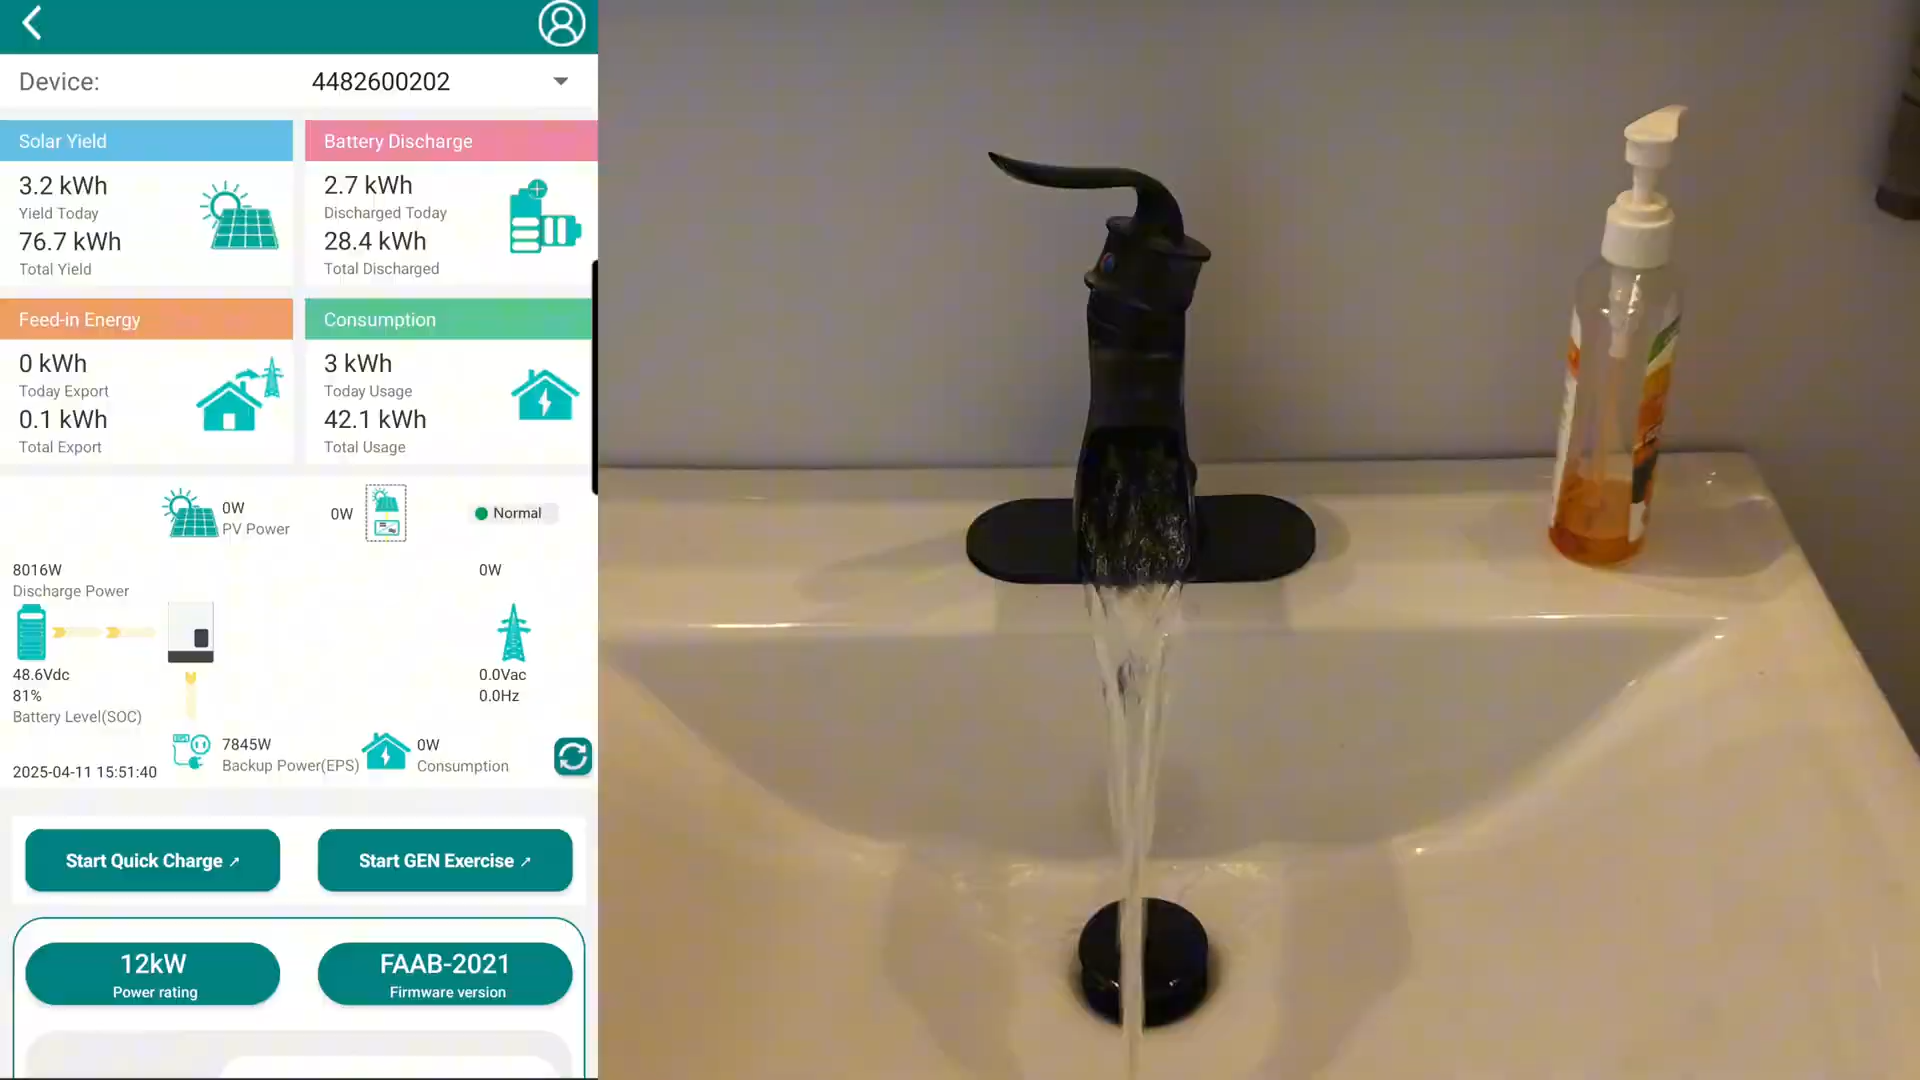 Device:
4482600202
Solar Yield
3.2 kWh
Yield Today
76.7 kWh
Total Yield
Battery Discharge
2.7 kWh
Discharged Today
28.4 kWh
Total Discharged
Feed-in Energy
0 kWh
Today Export
0.1 kWh
Total Export
Consumption
3 kWh
Today Usage
42.1 kWh
Total Usage
0W
PV Power
0W
Normal
8016W
Discharge Power
0W
48.6Vdc
81%
Battery Level(SOC)
0.0Vac
0.0Hz
7845W
Backup Power(EPS)
0W
Consumption
2025-04-11 15:51:40
Start Quick Charge ↗
Start GEN Exercise ↗
12kW
Power rating
FAAB-2021
Firmware version